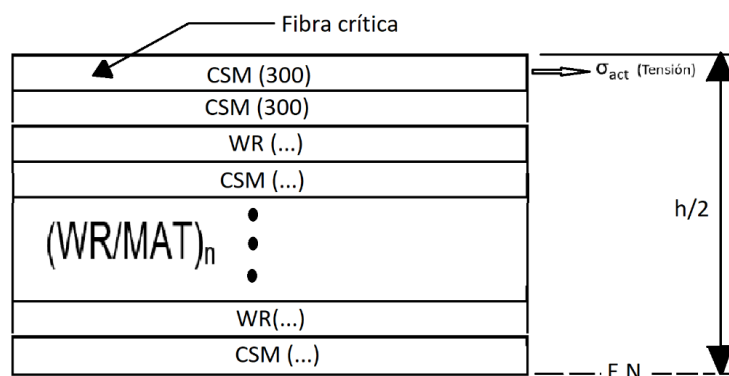 Fibra crítica
CSM (300)
σact (Tensión)
CSM (300)
WR (...)
CSM (...)
h/2
(WR/MAT)n
WR(...)
CSM (...)
E.N.